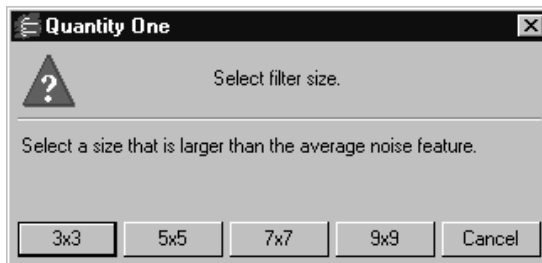 Quantity One
Select filter size.
Select a size that is larger than the average noise feature.
3x3 5x5 7x7 9x9 Cancel